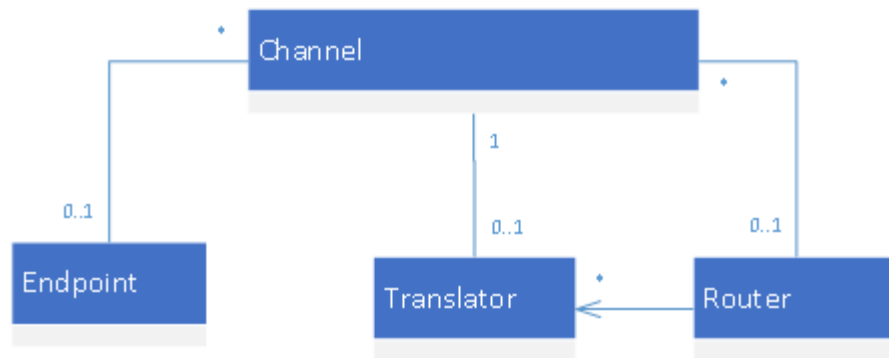 *
Channel
*
1
0..1
0..1
0..1
Endpoint
Translator
*
Router